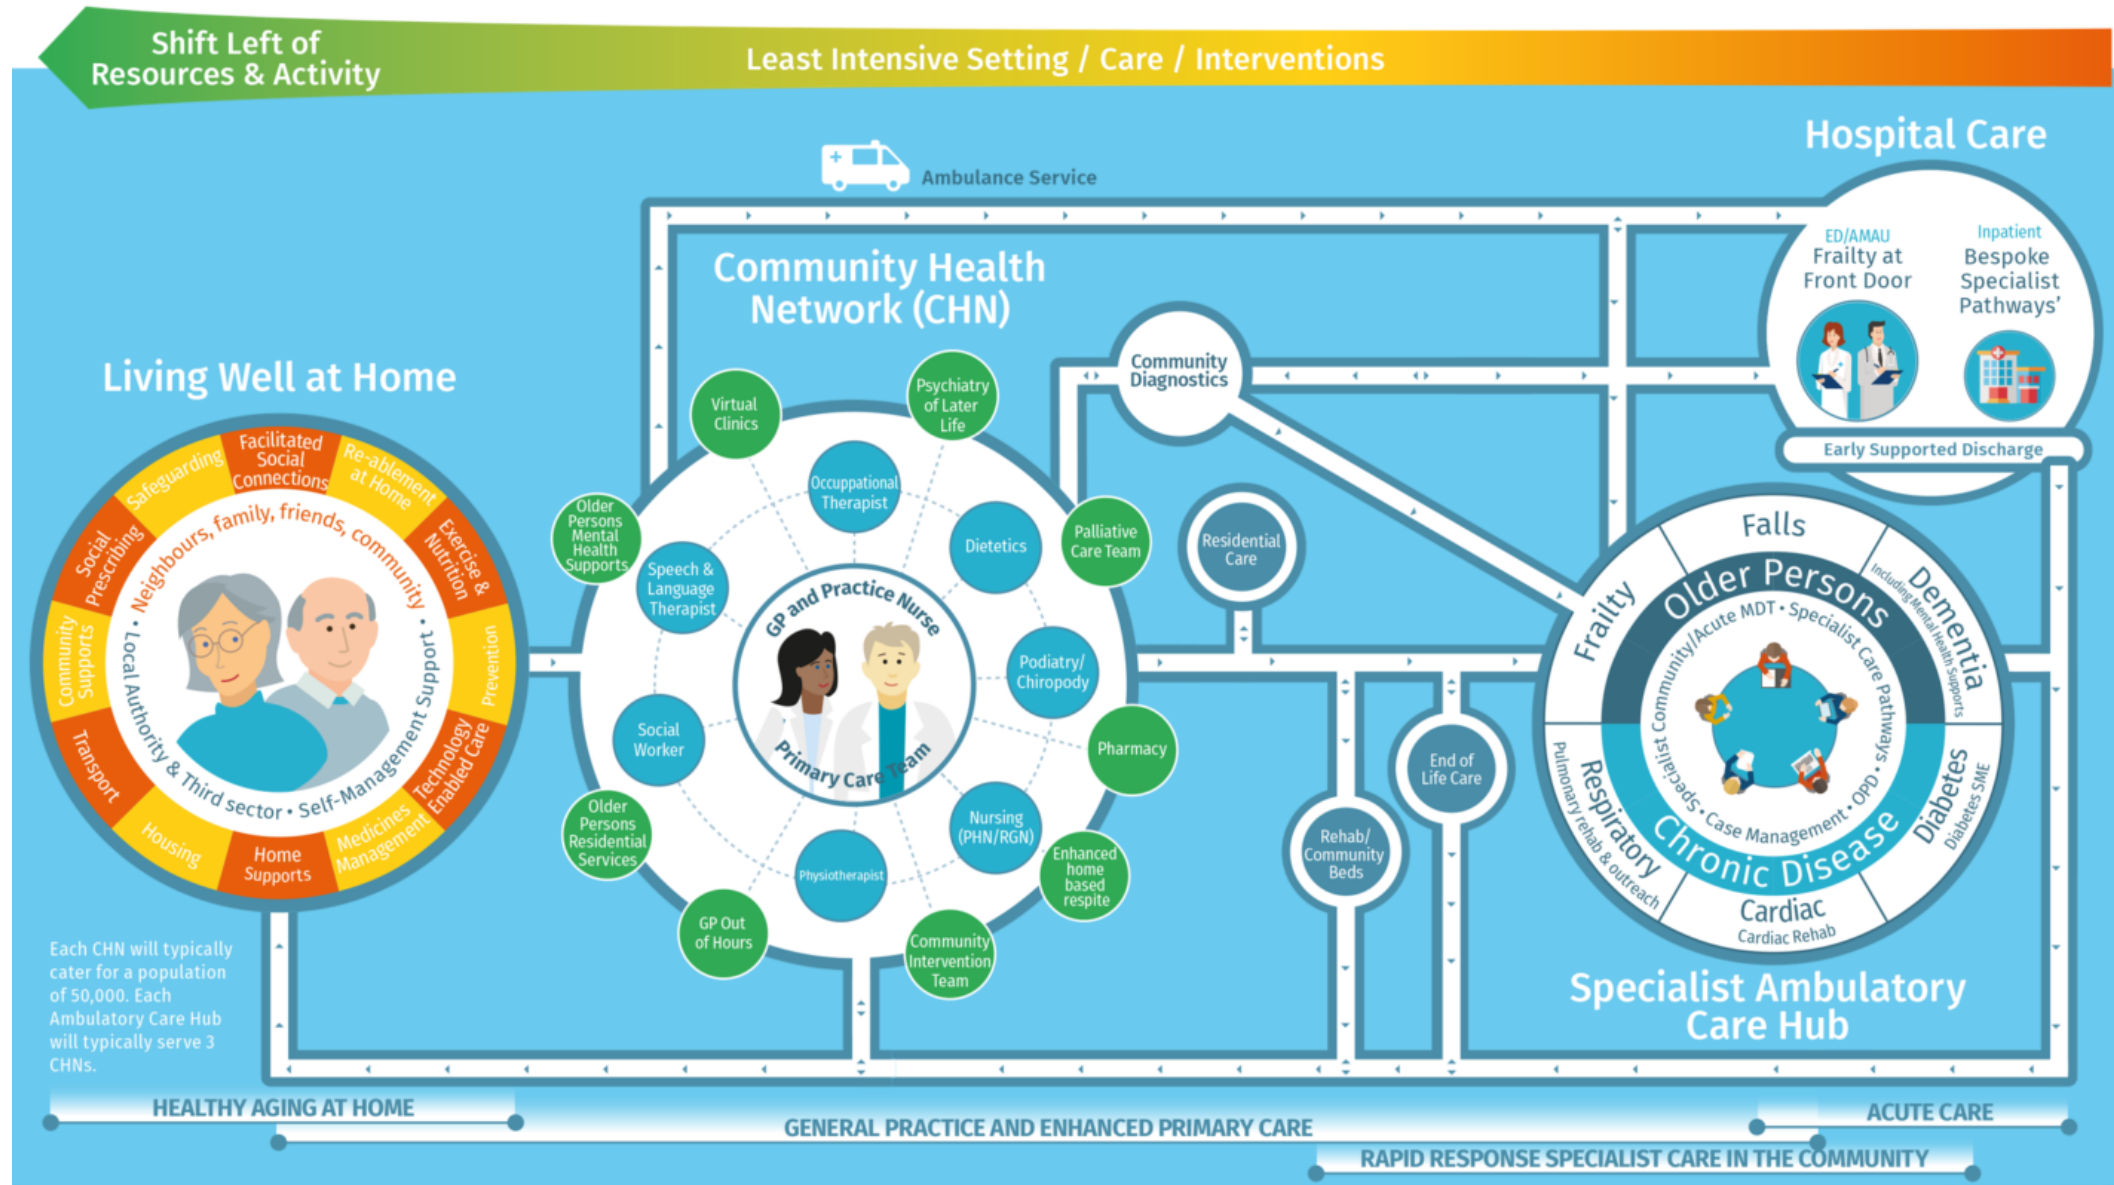 Shift Left of
Resources & Activity
Least Intensive Setting / Care / Interventions
Hospital Care
Ambulance Service
ED/AMAU
Frailty at
Front Door
Inpatient
Bespoke
Specialist
Pathways’
Early Supported Discharge
Community Health
Network (CHN)
Community
Diagnostics
Living Well at Home
Facilitated
Social
Connections
Re-ablement
at Home
Exercise &
Nutrition
Prevention
Technology
Enabled Care
Medicines
Management
Home
Supports
Housing
Transport
Community
Supports
Social
Prescribing
Safeguarding
• Neighbours, family, friends, community •
Local Authority & Third sector • Self-Management Support •
Virtual
Clinics
Psychiatry
of Later
Life
Older
Persons
Mental
Health
Supports
Palliative
Care Team
Pharmacy
Enhanced
home
based
respite
Community
Intervention
Team
GP Out
of Hours
Older
Persons
Residential
Services
Occuppational
Therapist
Dietetics
Podiatry/
Chiropody
Nursing
(PHN/RGN)
Physiotherapist
Social
Worker
Speech &
Language
Therapist
GP and Practice Nurse
Primary Care Team
Residential
Care
End of
Life Care
Rehab/
Community
Beds
Falls
Dementia
Including Mental Health Supports
Diabetes
Diabetes SME
Cardiac
Cardiac Rehab
Respiratory
Pulmonary rehab & outreach
Frailty
Older Persons
Chronic Disease
Specialist Community/Acute MDT • Specialist Care Pathways • OPD • Case Management •
Specialist Ambulatory
Care Hub
Each CHN will typically
cater for a population
of 50,000. Each
Ambulatory Care Hub
will typically serve 3
CHNs.
HEALTHY AGING AT HOME
GENERAL PRACTICE AND ENHANCED PRIMARY CARE
ACUTE CARE
RAPID RESPONSE SPECIALIST CARE IN THE COMMUNITY